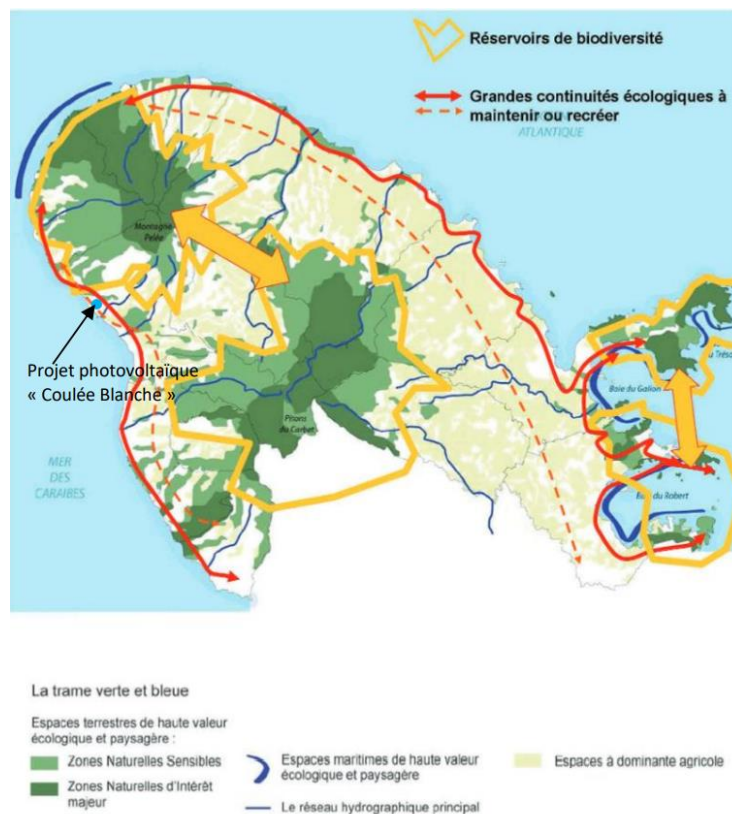 Réservoirs de biodiversité
Grandes continuités écologiques à
maintenir ou recréer
ATLANTIQUE
Montagne
Pelée
Projet photovoltaïque
« Coulée Blanche »
Baie du Galion
Trésor
Pitons
du Carbet
MER
DES
CARAIBES
du Robert
La trame verte et bleue
Espaces terrestres de haute valeur
écologique et paysagère :
Zones Naturelles Sensibles
Zones Naturelles d'Intérêt
majeur
Espaces maritimes de haute valeur
écologique et paysagère
Le réseau hydrographique principal
Espaces à dominante agricole